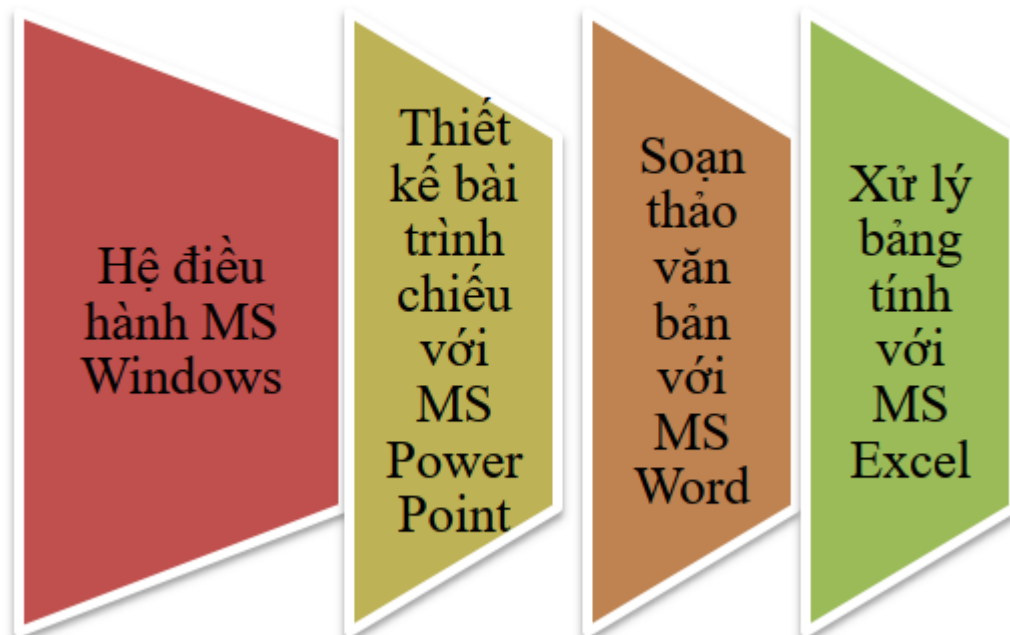 Hệ điều
hành MS
Windows
Thiết
kế bài
trình
chiếu
với
MS
Power
Point
Soạn
thảo
văn
bản
với
MS
Word
Xử lý
bảng
tính
với
MS
Excel